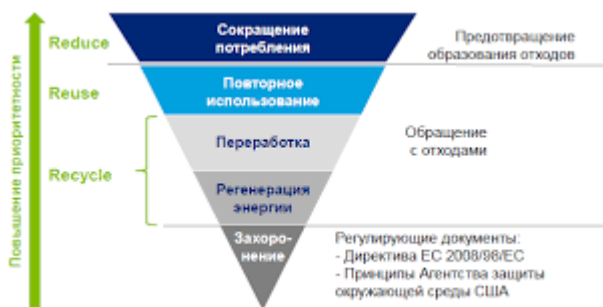 Повышение приоритетности
Reduce
Сокращение
потребления
Предотвращение
образования отходов
Reuse
Повторное
использование
Recycle
Переработка
Обращение
с отходами
Регенерация
энергии
Захоро-
нение
Регулирующие документы:
- Директива ЕС 2008/98/ЕС
- Принципы Агентства защиты
окружающей среды США